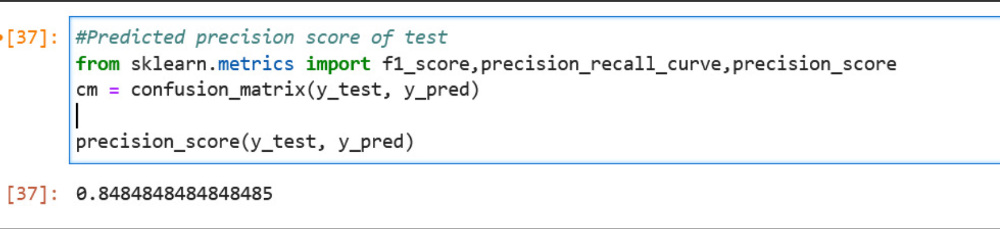 [37]: #Predicted precision score of test
from sklearn.metrics import f1_score,precision_recall_curve,precision_score
cm = confusion_matrix(y_test, y_pred)
precision_score(y_test, y_pred)
[37]: 0.8484848484848485